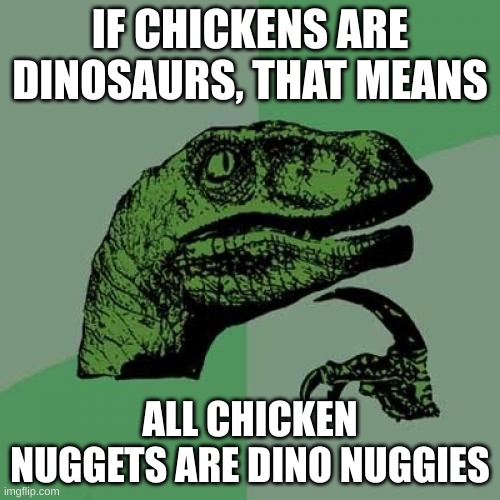 IF CHICKENS ARE
DINOSAURS, THAT MEANS
ALL CHICKEN
NUGGETS ARE DINO NUGGIES
imgflip.com